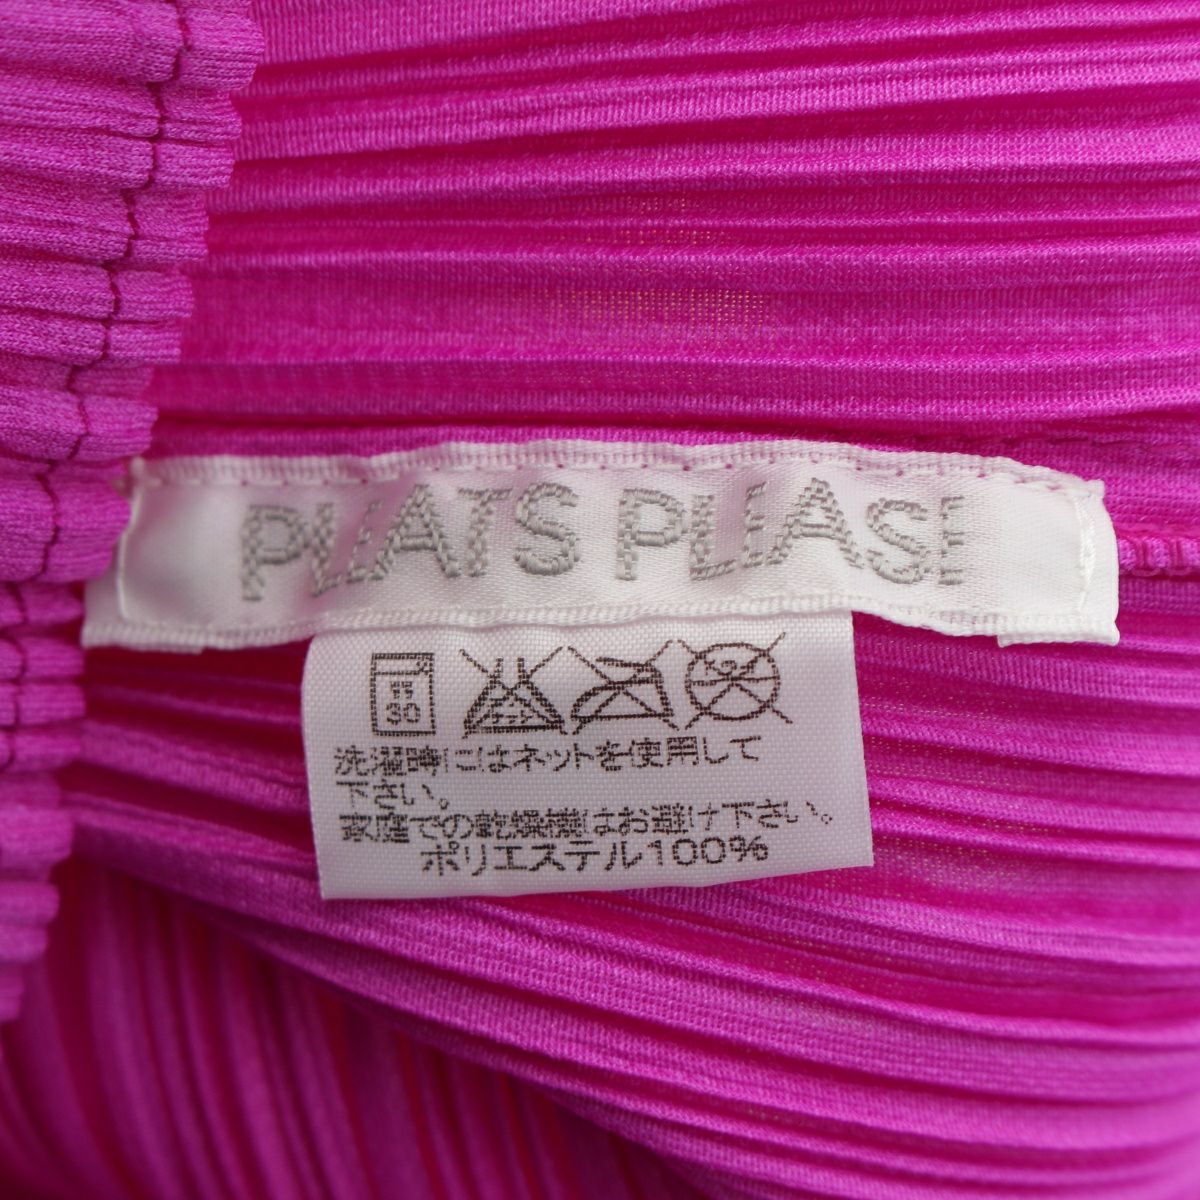 PLEATS PLEASE
30
洗濯時にはネットを使用して
下さい。
家庭での乾燥機はお避け下さい。
ポリエステル100%